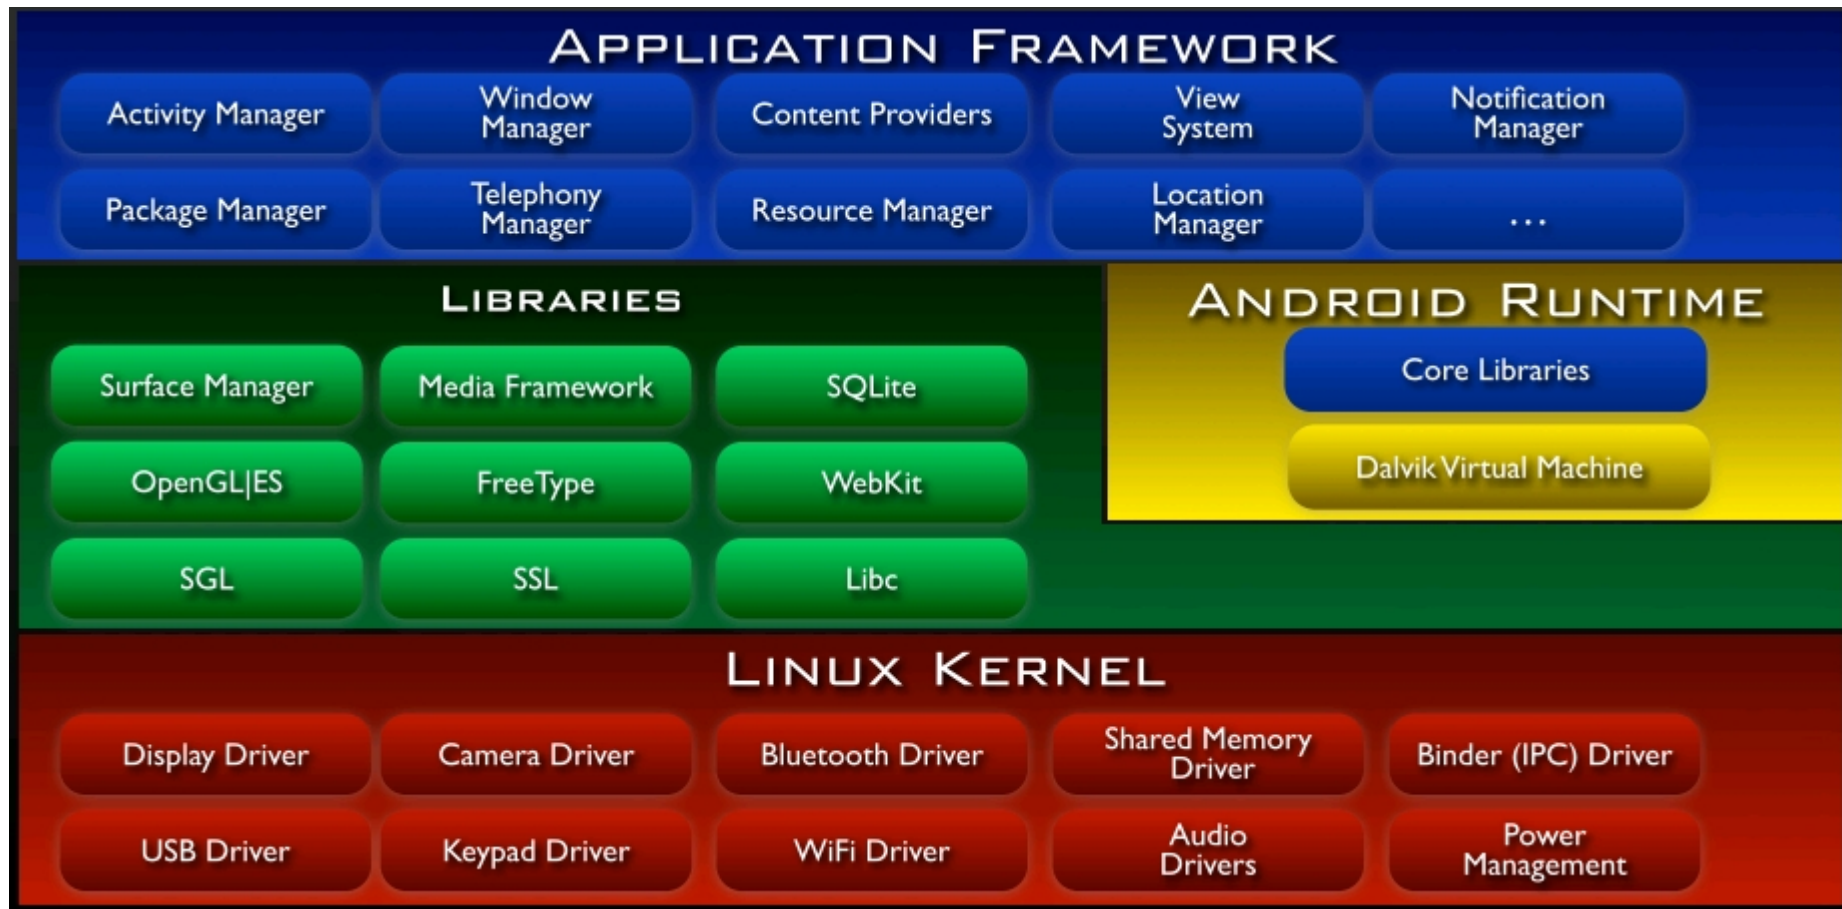 APPLICATION FRAMEWORK
Activity Manager
Window
Manager
Content Providers
View
System
Notification
Manager
Package Manager
Telephony
Manager
Resource Manager
Location
Manager
...
LIBRARIES
Surface Manager
Media Framework
SQLite
OpenGL|ES
FreeType
WebKit
SGL
SSL
Libc
ANDROID RUNTIME
Core Libraries
Dalvik Virtual Machine
LINUX KERNEL
Display Driver
Camera Driver
Bluetooth Driver
Shared Memory
Driver
Binder (IPC) Driver
USB Driver
Keypad Driver
WiFi Driver
Audio
Drivers
Power
Management